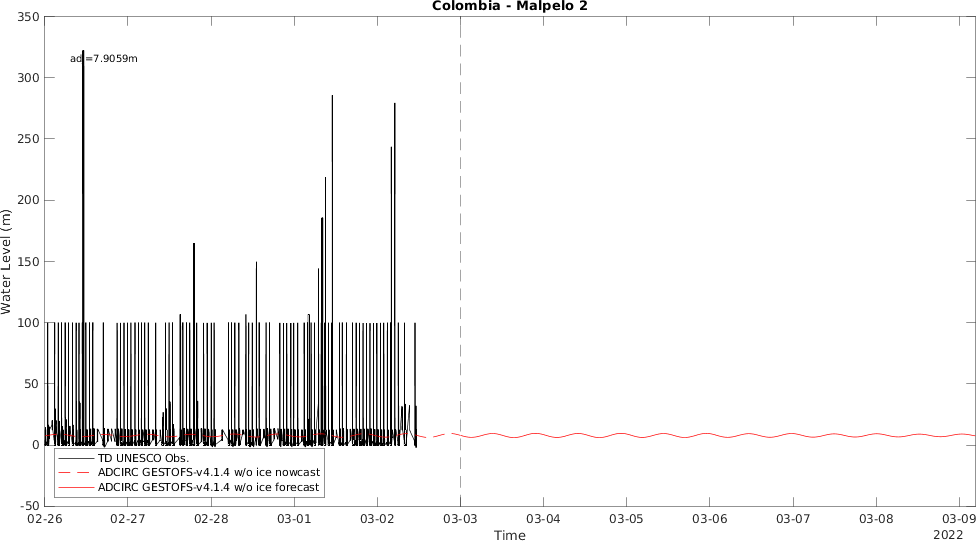 Colombia - Malpelo 2
350
300
250
200
150
100
50
0
-50
Water Level (m)
adj=7.9059m
TD UNESCO Obs.
ADCIRC GESTOFS-v4.1.4 w/o ice nowcast
ADCIRC GESTOFS-v4.1.4 w/o ice forecast
02-26 02-27 02-28 03-01 03-02 03-03 03-04 03-05 03-06 03-07 03-08 03-09
Time
2022